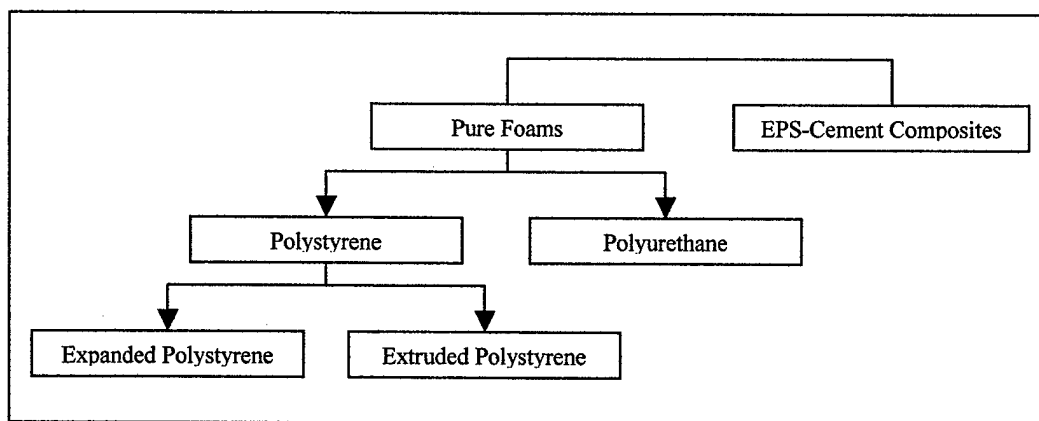 Pure Foams
EPS-Cement Composites
Polystyrene
Polyurethane
Expanded Polystyrene
Extruded Polystyrene